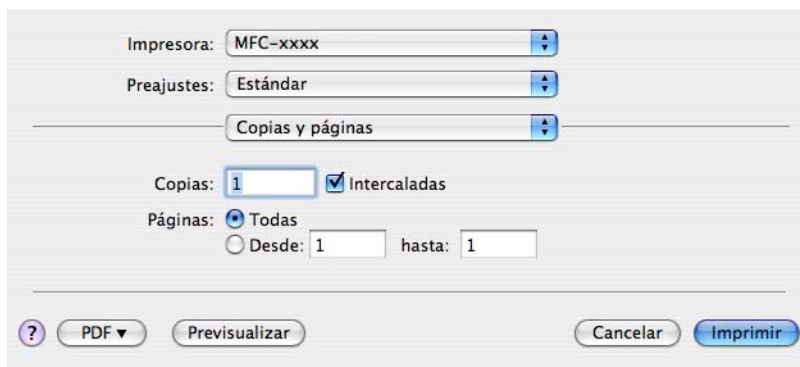 Impresora: MFC-xxxx
Preajustes: Estándar
Copias y páginas
Copias: 1 Intercaladas
Páginas: Todas
Desde: 1 hasta: 1
? PDF▼ Previsualizar Cancelar Imprimir